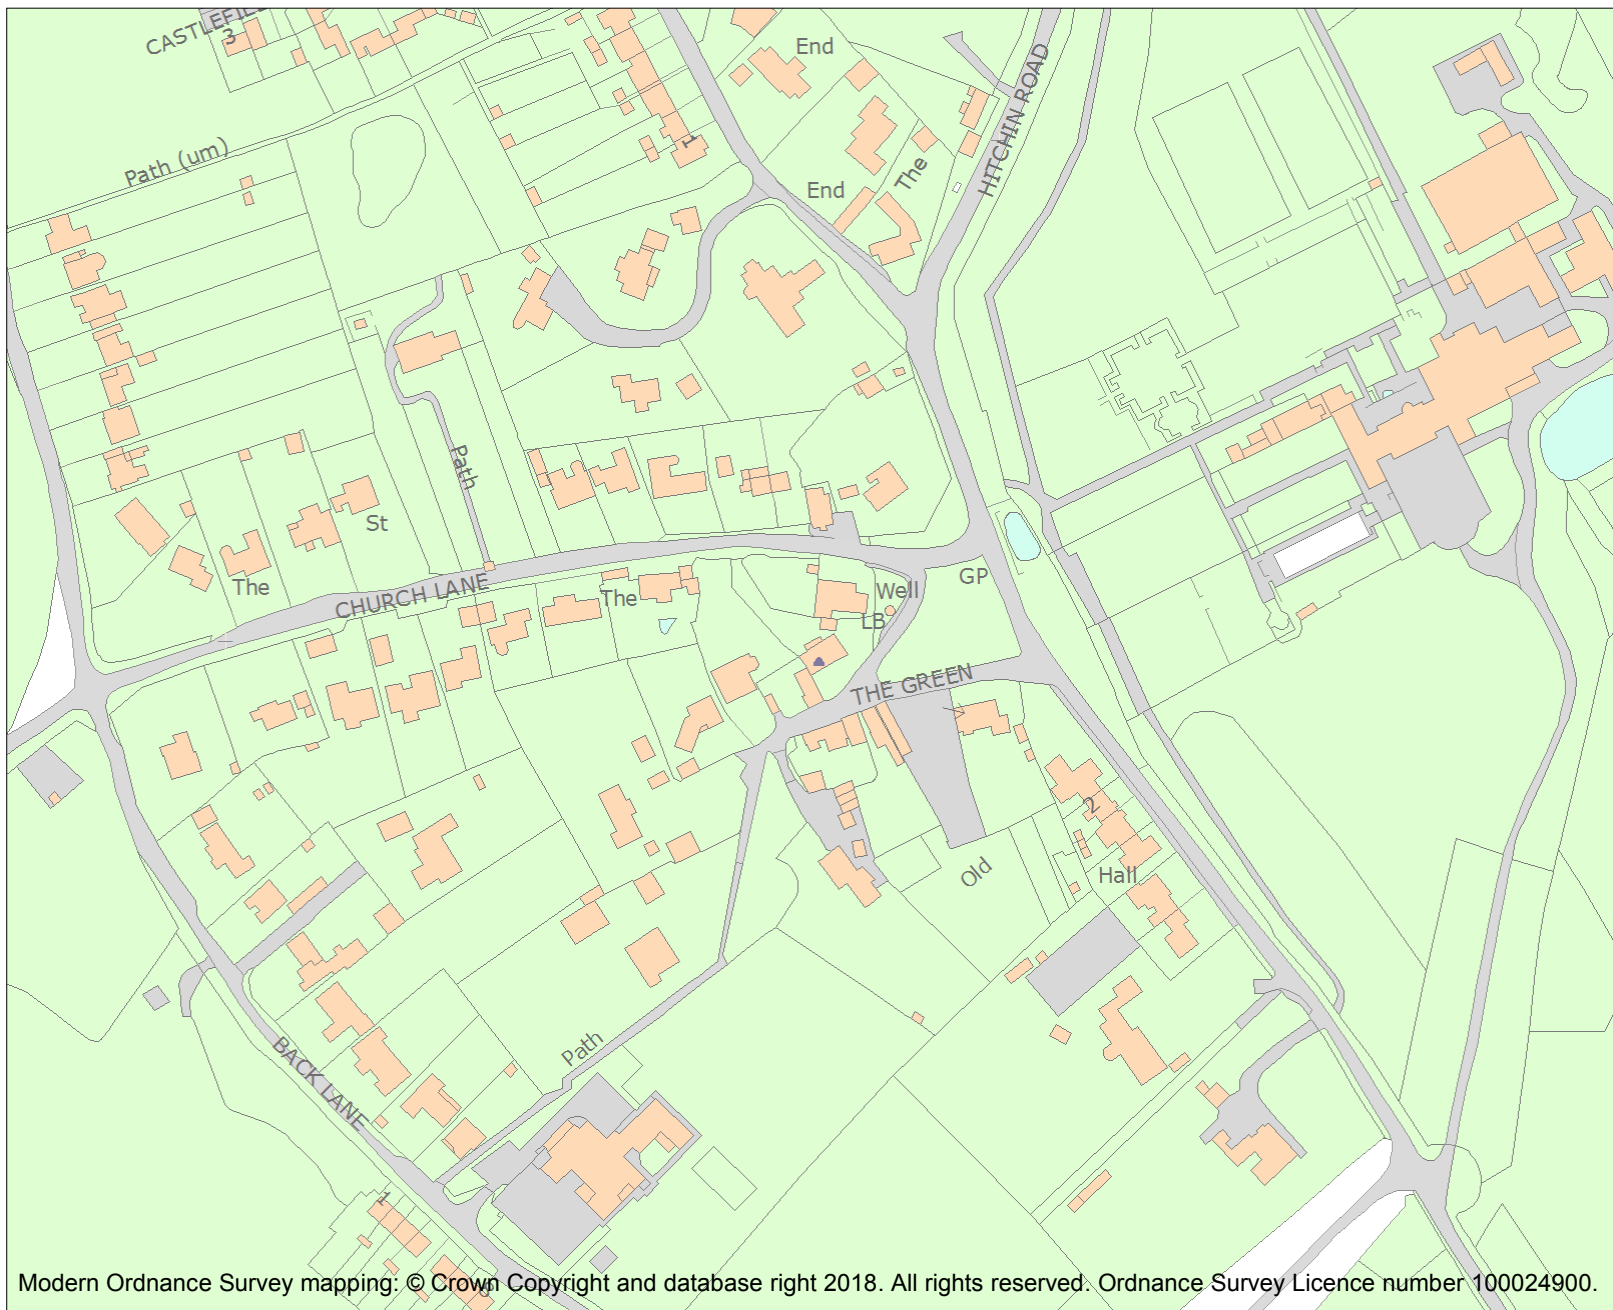 CASTLEFIEL
3
End
HITCHIN ROAD
1
Path (um)
The
End
Path
St
The
CHURCH LANE
The
Well
GP
LB
THE GREEN
2
Old
Hall
Path
BACK LANE
1
Modern Ordnance Survey mapping: © Crown Copyright and database right 2018. All rights reserved. Ordnance Survey Licence number 100024900.